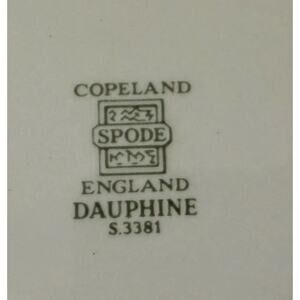 COPELAND
SPODE
ENGLAND
DAUPHINE
S.3381